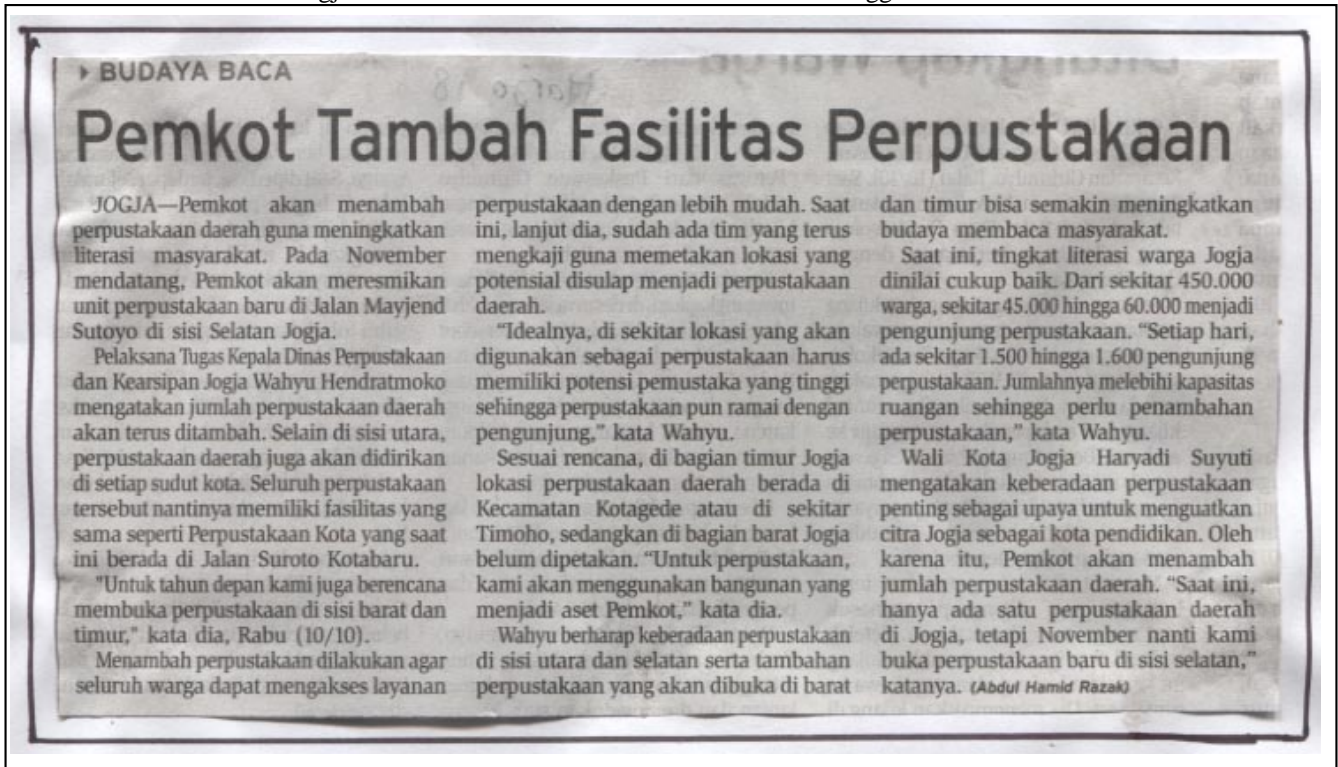 ▸ BUDAYA BACA
Pemkot Tambah Fasilitas Perpustakaan
JOGJA—Pemkot akan menambah
perpustakaan daerah guna meningkatkan
literasi masyarakat. Pada November
mendatang, Pemkot akan meresmikan
unit perpustakaan baru di Jalan Mayjend
Sutoyo di sisi Selatan Jogja.
Pelaksana Tugas Kepala Dinas Perpustakaan
dan Kearsipan Jogja Wahyu Hendratmoko
mengatakan jumlah perpustakaan daerah
akan terus ditambah. Selain di sisi utara,
perpustakaan daerah juga akan didirikan
di setiap sudut kota. Seluruh perpustakaan
tersebut nantinya memiliki fasilitas yang
sama seperti Perpustakaan Kota yang saat
ini berada di Jalan Suroto Kotabaru.
"Untuk tahun depan kami juga berencana
membuka perpustakaan di sisi barat dan
timur," kata dia, Rabu (10/10).
Menambah perpustakaan dilakukan agar
seluruh warga dapat mengakses layanan
perpustakaan dengan lebih mudah. Saat
ini, lanjut dia, sudah ada tim yang terus
mengkaji guna memetakan lokasi yang
potensial disulap menjadi perpustakaan
daerah.
"Idealnya, di sekitar lokasi yang akan
digunakan sebagai perpustakaan harus
memiliki potensi pemustaka yang tinggi
sehingga perpustakaan pun ramai dengan
pengunjung," kata Wahyu.
Sesuai rencana, di bagian timur Jogja
lokasi perpustakaan daerah berada di
Kecamatan Kotagede atau di sekitar
Timoho, sedangkan di bagian barat Jogja
belum dipetakan. "Untuk perpustakaan,
kami akan menggunakan bangunan yang
menjadi aset Pemkot," kata dia.
Wahyu berharap keberadaan perpustakaan
di sisi utara dan selatan serta tambahan
perpustakaan yang akan dibuka di barat
dan timur bisa semakin meningkatkan
budaya membaca masyarakat.
Saat ini, tingkat literasi warga Jogja
dinilai cukup baik. Dari sekitar 450.000
warga, sekitar 45.000 hingga 60.000 menjadi
pengunjung perpustakaan. "Setiap hari,
ada sekitar 1.500 hingga 1.600 pengunjung
perpustakaan. Jumlahnya melebihi kapasitas
ruangan sehingga perlu penambahan
perpustakaan," kata Wahyu.
Wali Kota Jogja Haryadi Suyuti
mengatakan keberadaan perpustakaan
penting sebagai upaya untuk menguatkan
citra Jogja sebagai kota pendidikan. Oleh
karena itu, Pemkot akan menambah
jumlah perpustakaan daerah. "Saat ini,
hanya ada satu perpustakaan daerah
di Jogja, tetapi November nanti kami
buka perpustakaan baru di sisi selatan,"
katanya. (Abdul Hamid Razak)